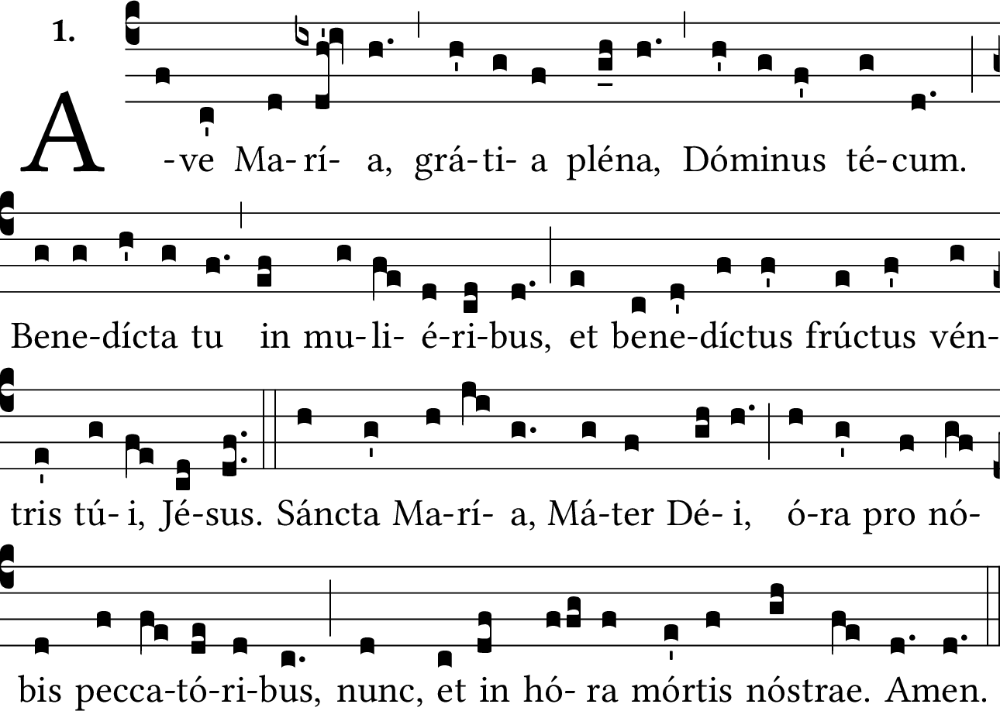 1.
A-ve Ma-rí- a, grá-ti- a pléna, Dóminus té-cum.
Bene-dícta tu in mu-li- é-ri-bus, et bene-díctus frúctus vén-
tris tú- i, Jé-sus. Sáncta Ma-rí- a, Má-ter Dé- i, ó-ra pro nó-
bis pecca-tó-ri-bus, nunc, et in hó- ra mórtis nóstrae. Amen.